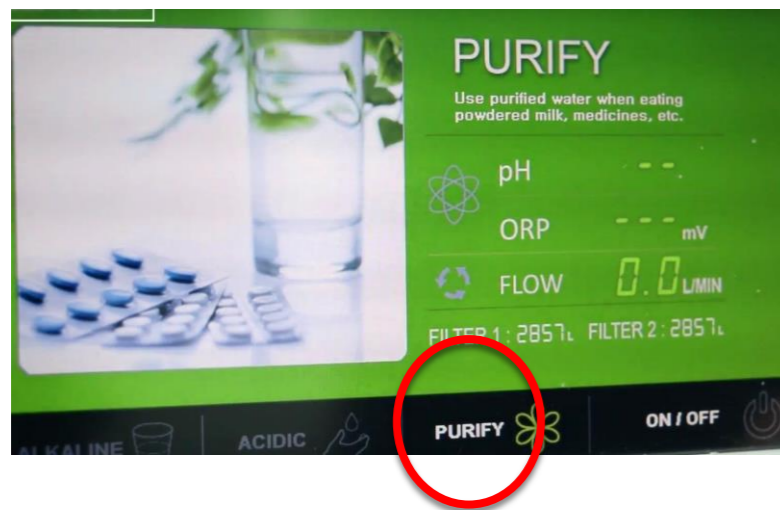 PURIFY
Use purified water when eating
powdered milk, medicines, etc.
pH --
ORP --- mV
FLOW 0.0 L/MIN
FILTER 1 : 2857L FILTER 2 : 2857L
ALKALINE ACIDIC PURIFY ON / OFF